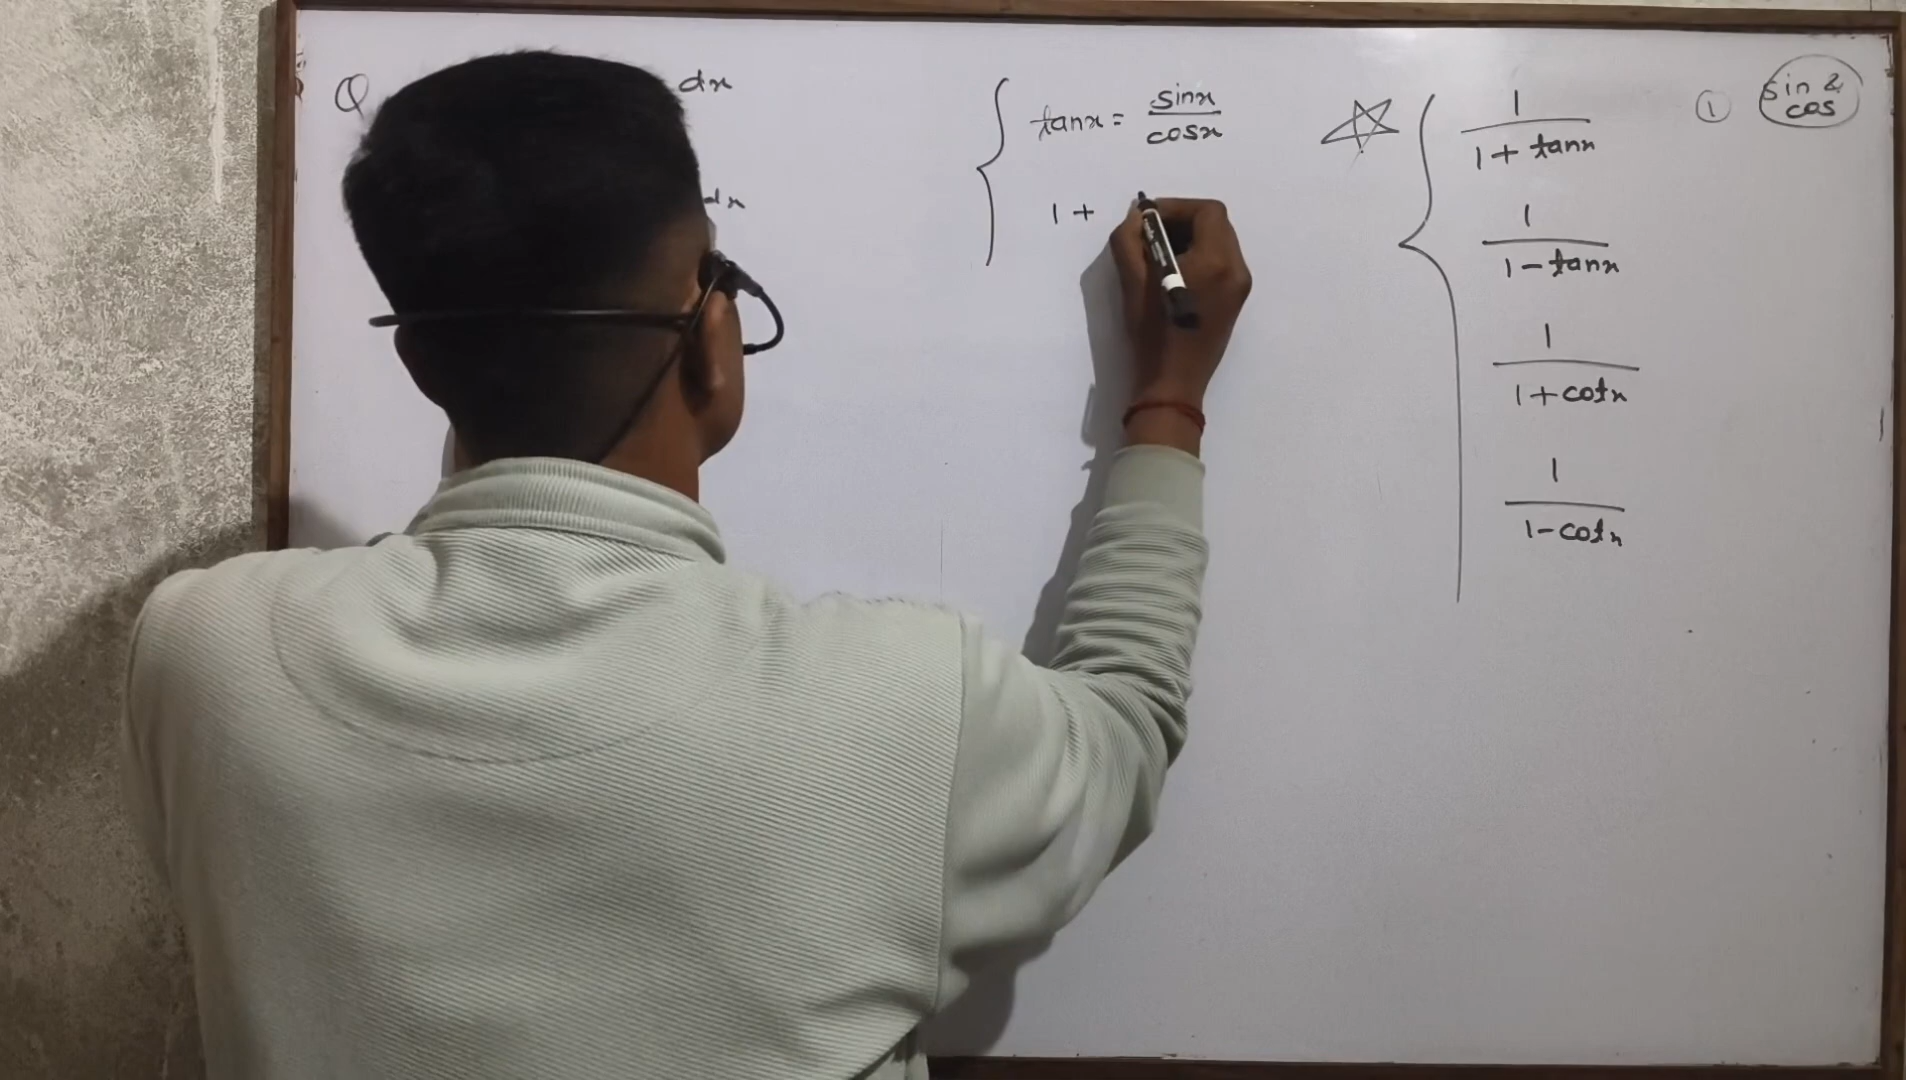 Q dx
dx
{ tanx = sinx/cosx
1 +
☆ { 1/(1 + tanx)
1/(1 - tanx)
1/(1 + cotx)
1/(1 - cotx)
① sin &
cos